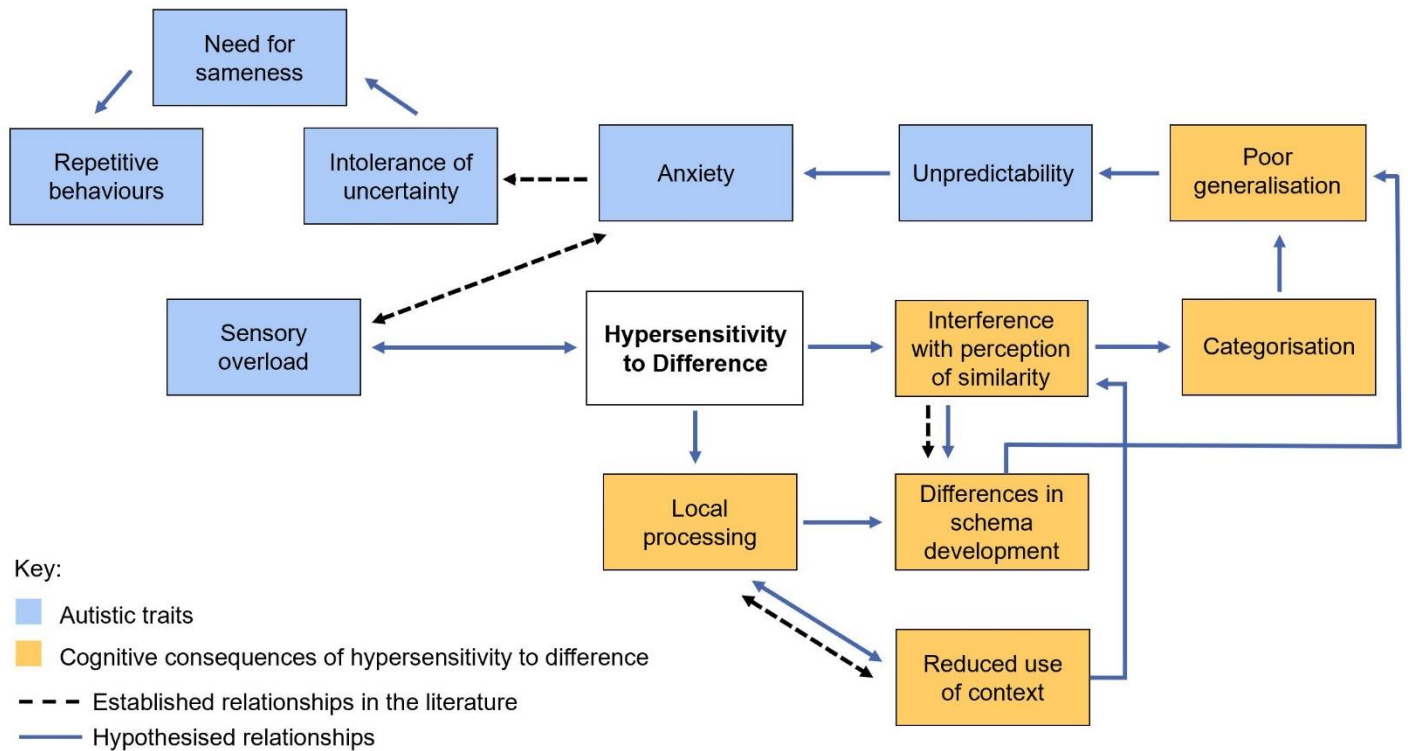 Need for
sameness
Repetitive
behaviours
Intolerance of
uncertainty
Anxiety
Unpredictability
Poor
generalisation
Sensory
overload
Hypersensitivity
to Difference
Interference
with perception
of similarity
Categorisation
Local
processing
Differences in
schema
development
Reduced use
of context
Key:
Autistic traits
Cognitive consequences of hypersensitivity to difference
Established relationships in the literature
Hypothesised relationships